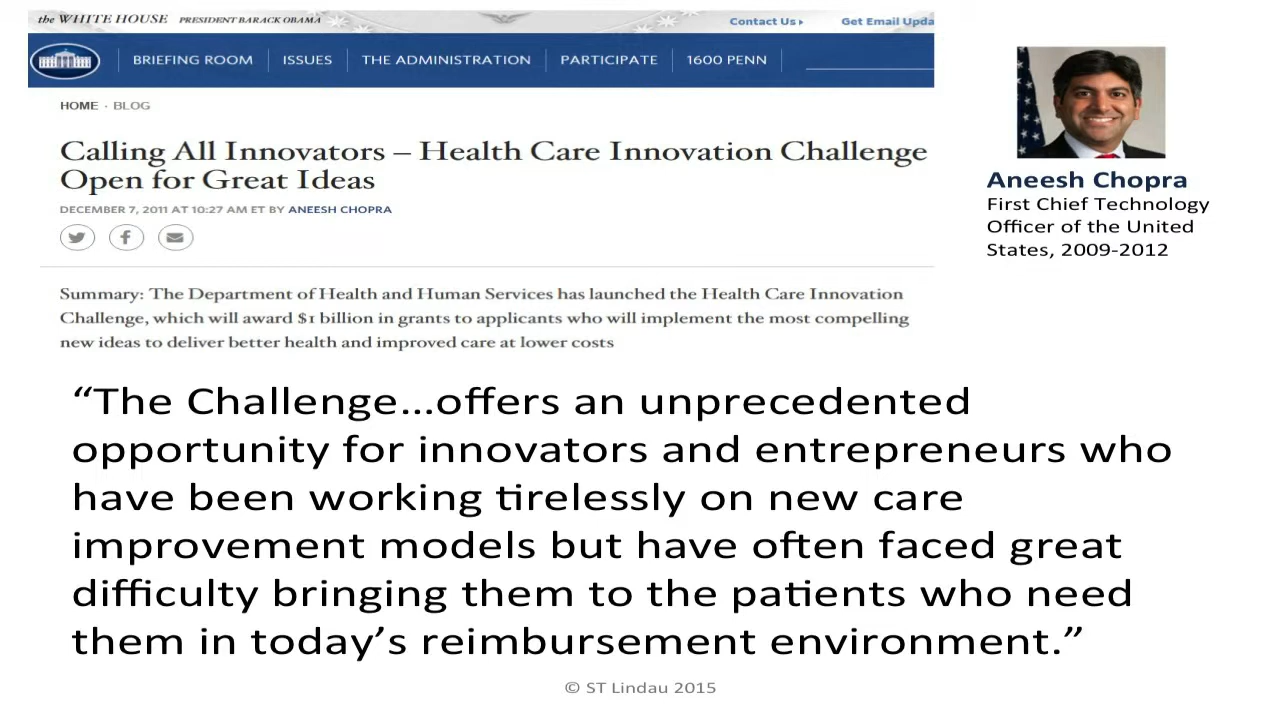 the WHITE HOUSE PRESIDENT BARACK OBAMA
Contact Us Get Email Upda
BRIEFING ROOM ISSUES THE ADMINISTRATION PARTICIPATE 1600 PENN
HOME · BLOG
Calling All Innovators – Health Care Innovation Challenge
Open for Great Ideas
DECEMBER 7, 2011 AT 10:27 AM ET BY ANEESH CHOPRA
Summary: The Department of Health and Human Services has launched the Health Care Innovation
Challenge, which will award $1 billion in grants to applicants who will implement the most compelling
new ideas to deliver better health and improved care at lower costs
Aneesh Chopra
First Chief Technology
Officer of the United
States, 2009-2012
“The Challenge...offers an unprecedented
opportunity for innovators and entrepreneurs who
have been working tirelessly on new care
improvement models but have often faced great
difficulty bringing them to the patients who need
them in today’s reimbursement environment.”
© ST Lindau 2015